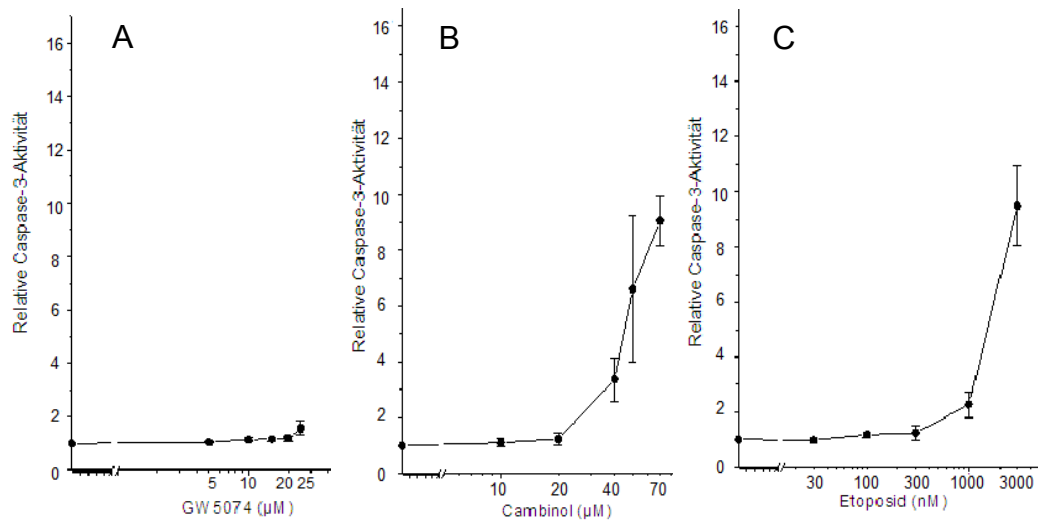 A
16
14
12
10
8
6
4
2
0
Relative Caspase-3-Aktivität
5 10 20 25
GW 5074 (µM)
B
16
14
12
10
8
6
4
2
0
Relative Caspase-3-Aktivität
10 20 40 70
Cambinol (µM)
C
16
14
12
10
8
6
4
2
0
Relative Caspase-3-Aktivität
30 100 300 1000 3000
Etoposid (nM)